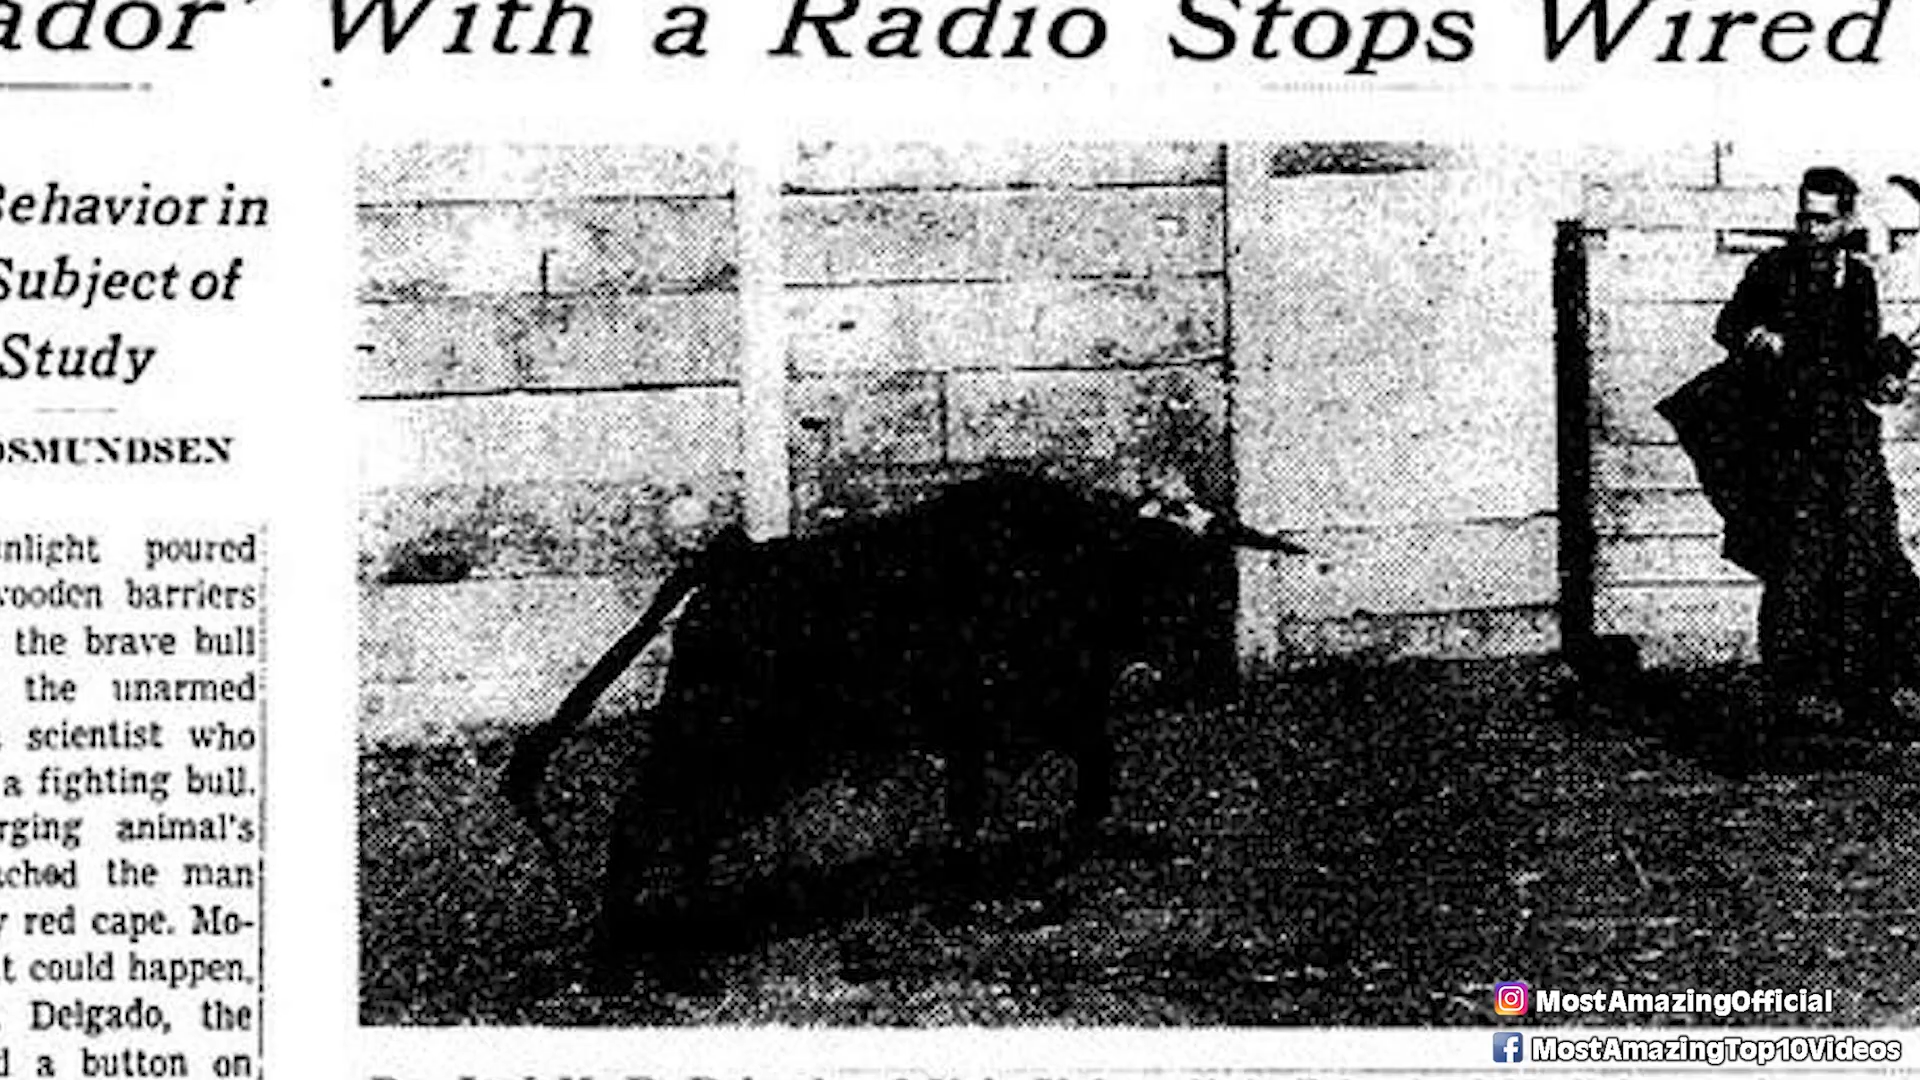 ador' With a Radio Stops Wired
Behavior in
Subject of
Study
OSMUNDSEN
nlight poured
wooden barriers
the brave bull
the unarmed
scientist who
a fighting bull.
rging animal's
ached the man
y red cape. Mo-
t could happen.
Delgado, the
d a button on
MostAmazingOfficial
MostAmazingTop10Videos